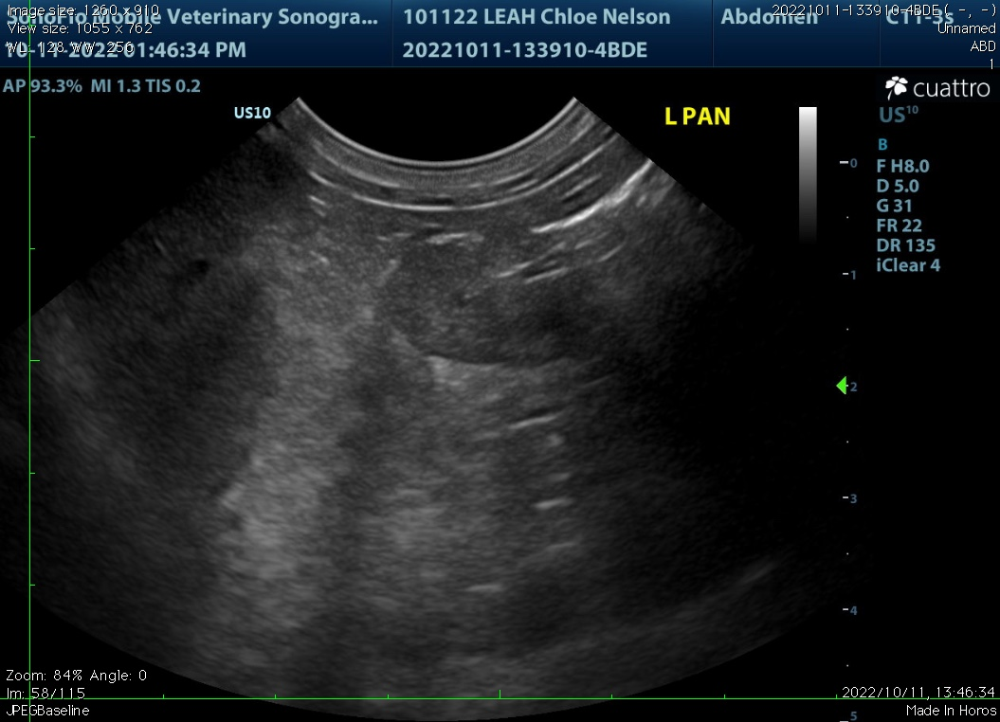 Image size: 1260 x 910
View size: 1055 x 762
WL: 128 WW: 256
SonoFlo Mobile Veterinary Sonogra...
10-11-2022 01:46:34 PM
101122 LEAH Chloe Nelson
20221011-133910-4BDE
Abdomen
20221011-133910-4BDE ( -, -)
Unnamed
ABD
1
AP 93.3% MI 1.3 TIS 0.2
US10
L PAN
cuattro
US10
B
F H8.0
D 5.0
G 31
FR 22
DR 135
iClear 4
0
1
2
3
4
5
Zoom: 84% Angle: 0
Im: 58/115
JPEGBaseline
2022/10/11, 13:46:34
Made In Horos